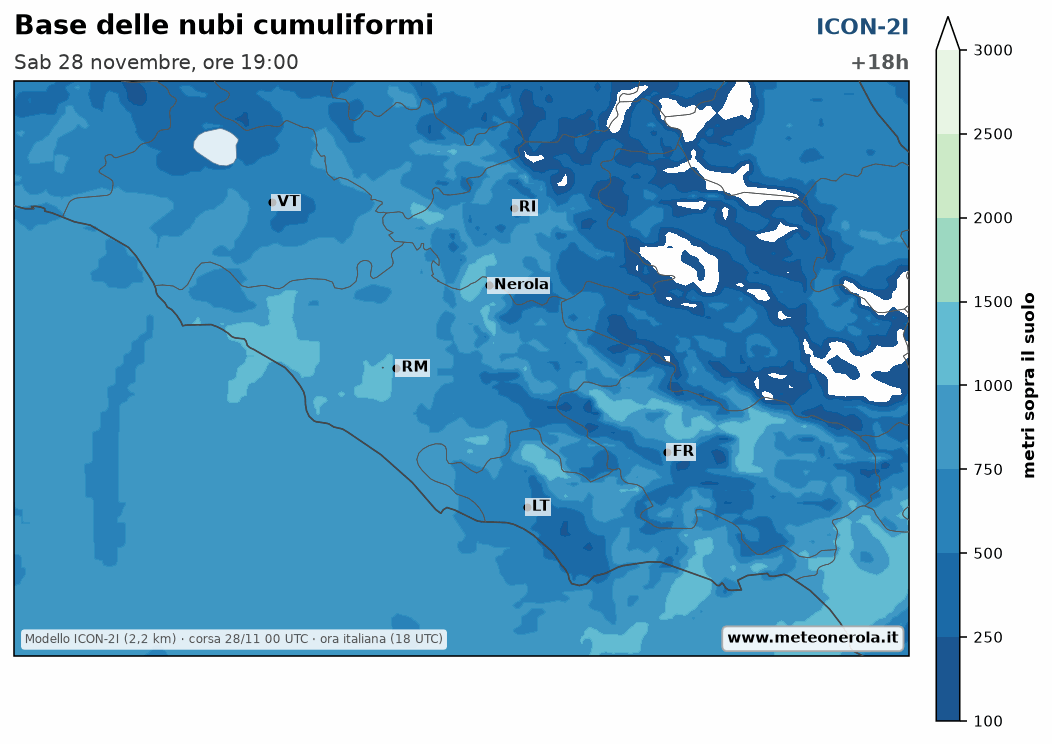 Base delle nubi cumuliformi
ICON-2I
Sab 28 novembre, ore 19:00
+18h
VT
RI
Nerola
RM
FR
LT
Modello ICON-2I (2,2 km) · corsa 28/11 00 UTC · ora italiana (18 UTC)
www.meteonerola.it
3000
2500
2000
1500
1000
750
500
250
100
metri sopra il suolo